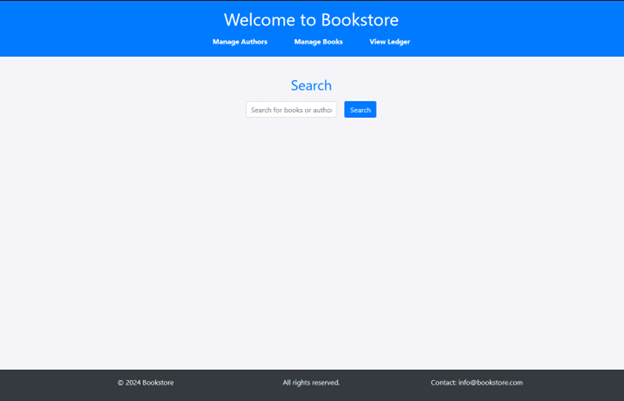 Welcome to Bookstore
Manage Authors Manage Books View Ledger
Search
Search for books or autho Search
© 2024 Bookstore All rights reserved. Contact: info@bookstore.com